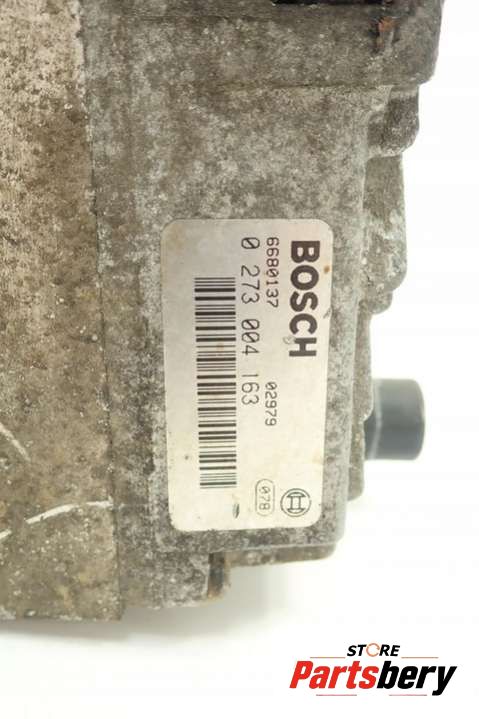 BOSCH
6680137 02979
0 273 004 163
078
STORE
Partsbery